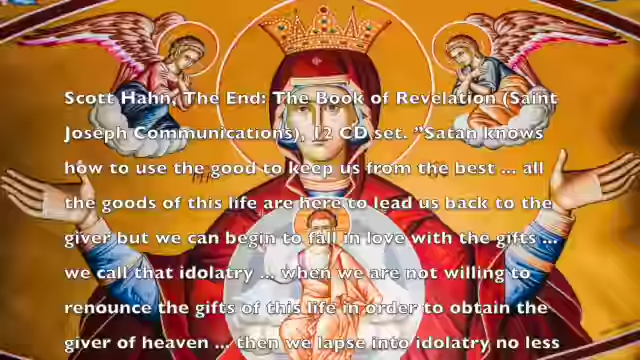 Scott Hahn, The End: The Book of Revelation (Saint
Joseph Communications), 12 CD set. "Satan knows
how to use the good to keep us from the best ... all
the goods of this life are here to lead us back to the
giver but we can begin to fall in love with the gifts ...
we call that idolatry ... when we are not willing to
renounce the gifts of this life in order to obtain the
giver of heaven ... then we lapse into idolatry no less